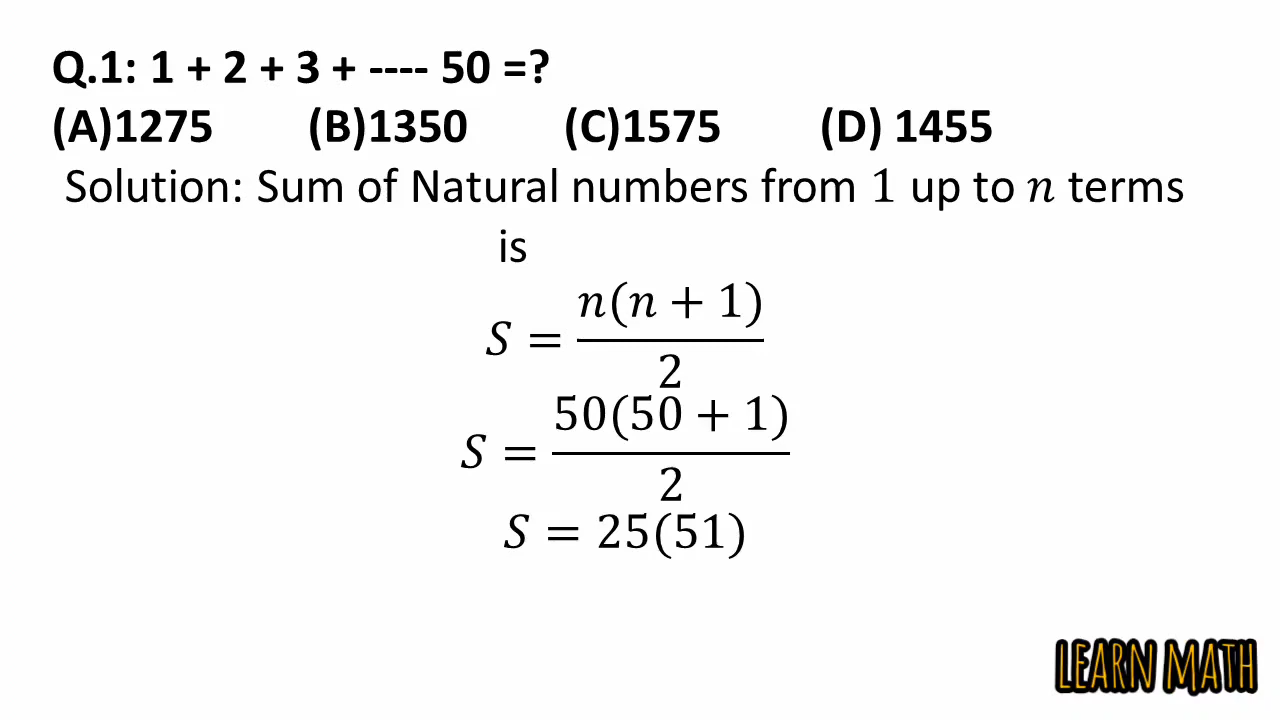 Q.1: 1 + 2 + 3 + ---- 50 =?
(A)1275 (B)1350 (C)1575 (D) 1455
Solution: Sum of Natural numbers from 1 up to n terms
is
S = n(n + 1)/2
S = 50(50 + 1)/2
S = 25(51)
LEARN MATH